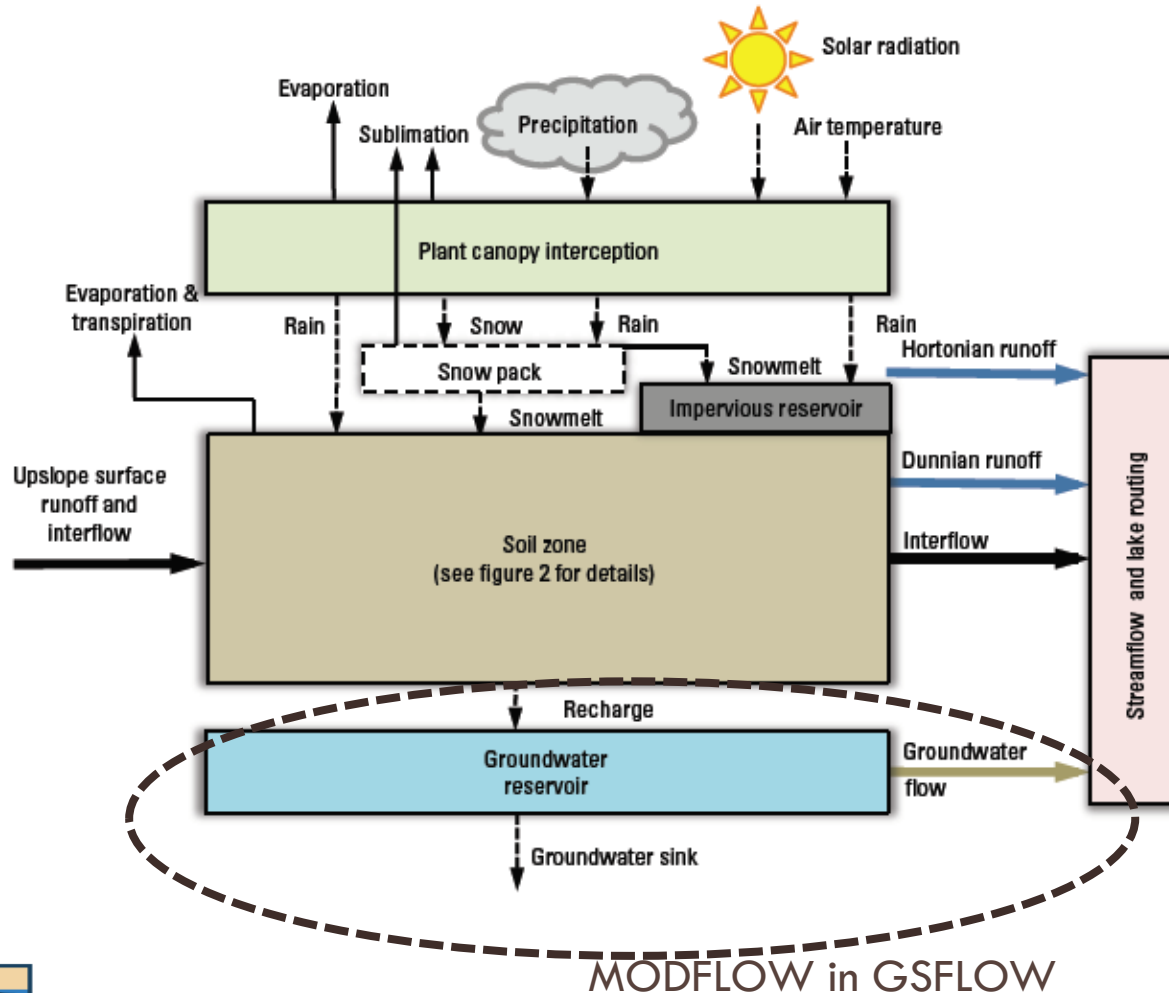 Solar radiation
Evaporation
Sublimation
Precipitation
Air temperature
Plant canopy interception
Evaporation &
transpiration
Rain
Snow
Rain
Rain
Hortonian runoff
Snow pack
Snowmelt
Impervious reservoir
Snowmelt
Upslope surface
runoff and
interflow
Dunnian runoff
Interflow
Soil zone
(see figure 2 for details)
Streamflow and lake routing
Recharge
Groundwater
reservoir
Groundwater
flow
Groundwater sink
MODFLOW in GSFLOW